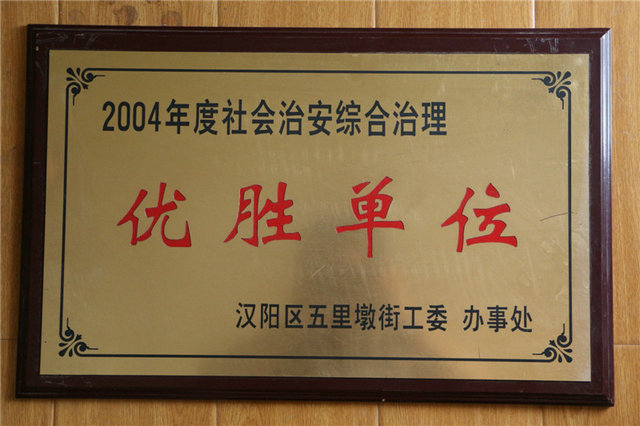 2004年度社会治安综合治理
优胜单位
汉阳区五里墩街工委 办事处